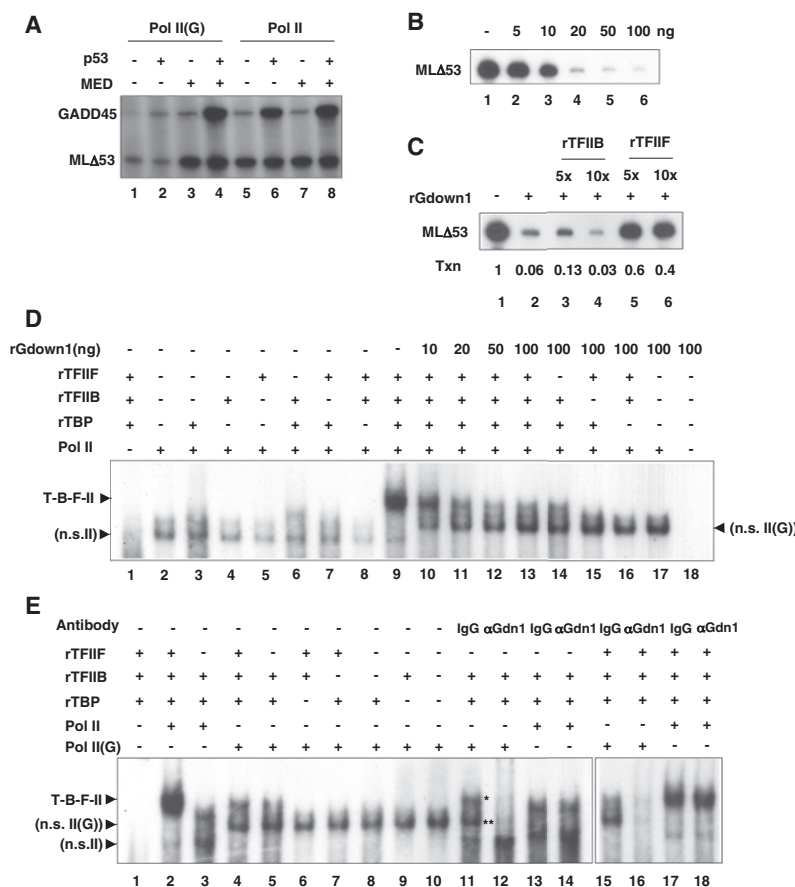 A
Pol II(G) Pol II
p53 - + - + - + - +
MED - - + + - - + +
GADD45
MLΔ53
1 2 3 4 5 6 7 8
B
- 5 10 20 50 100 ng
MLΔ53
1 2 3 4 5 6
C
rTFIIB rTFIIF
5x 10x 5x 10x
rGdown1 - + + + + +
MLΔ53
Txn 1 0.06 0.13 0.03 0.6 0.4
1 2 3 4 5 6
D
rGdown1(ng) - - - - - - - - - 10 20 50 100 100 100 100 100 100
rTFIIF + - - - + - + + + + + + + - + + - -
rTFIIB + - - + - + - + + + + + + + - + - -
rTBP + - + - - + + - + + + + + + + - - -
Pol II - + + + + + + + + + + + + + + + + -
T-B-F-II
(n.s.II)
(n.s. II(G))
1 2 3 4 5 6 7 8 9 10 11 12 13 14 15 16 17 18
E
Antibody - - - - - - - - - - IgG αGdn1 IgG αGdn1 IgG αGdn1 IgG αGdn1
rTFIIF + + - + - + + - - - - - - - + + + +
rTFIIB + + + + + + - - + - + + + + + + + +
rTBP + + + + + - + + - - + + + + + + + +
Pol II - + + - - - - - - - - - + + - - + +
Pol II(G) - - - + + + + + + + + + - - + + - -
T-B-F-II
*
(n.s. II(G))
**
(n.s.II)
1 2 3 4 5 6 7 8 9 10 11 12 13 14 15 16 17 18